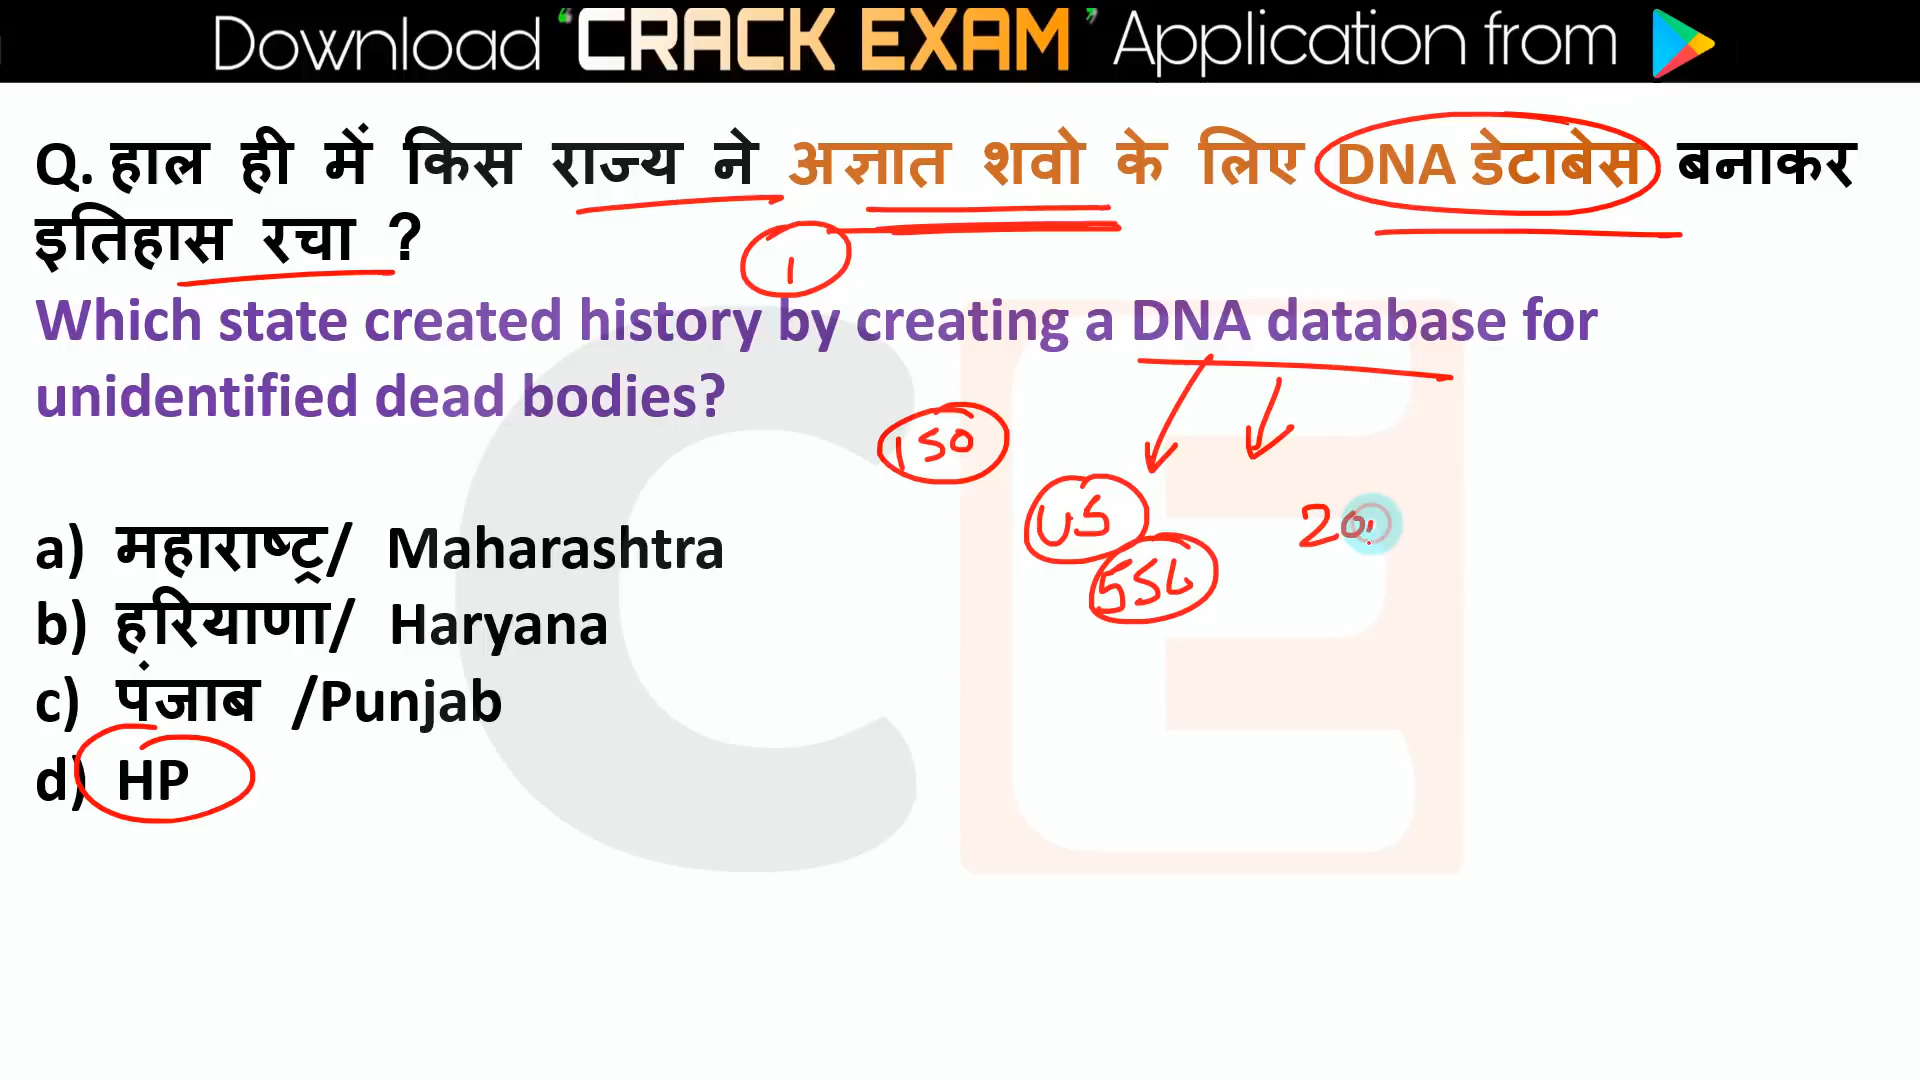 Download 'CRACK EXAM' Application from
Q. हाल ही में किस राज्य ने अज्ञात शवो के लिए DNA डेटाबेस बनाकर
इतिहास रचा ?
1
Which state created history by creating a DNA database for
unidentified dead bodies?
150
US
20
a) महाराष्ट्र/ Maharashtra
b) हरियाणा/ Haryana
c) पंजाब /Punjab
d) HP
CE